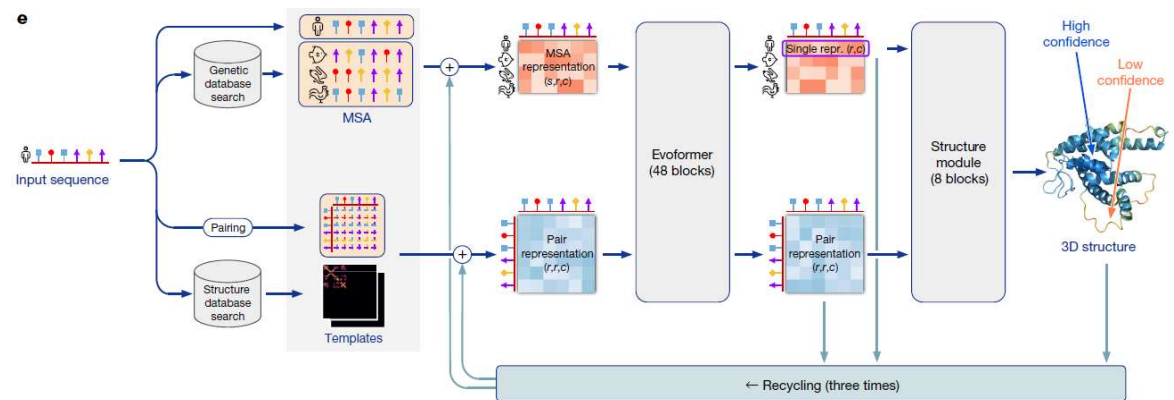 e
Genetic
database
search
MSA
Input sequence
Pairing
Structure
database
search
Templates
MSA
representation
(s,r,c)
Pair
representation
(r,r,c)
Evoformer
(48 blocks)
Single repr. (r,c)
Pair
representation
(r,r,c)
Structure
module
(8 blocks)
High
confidence
Low
confidence
3D structure
← Recycling (three times)